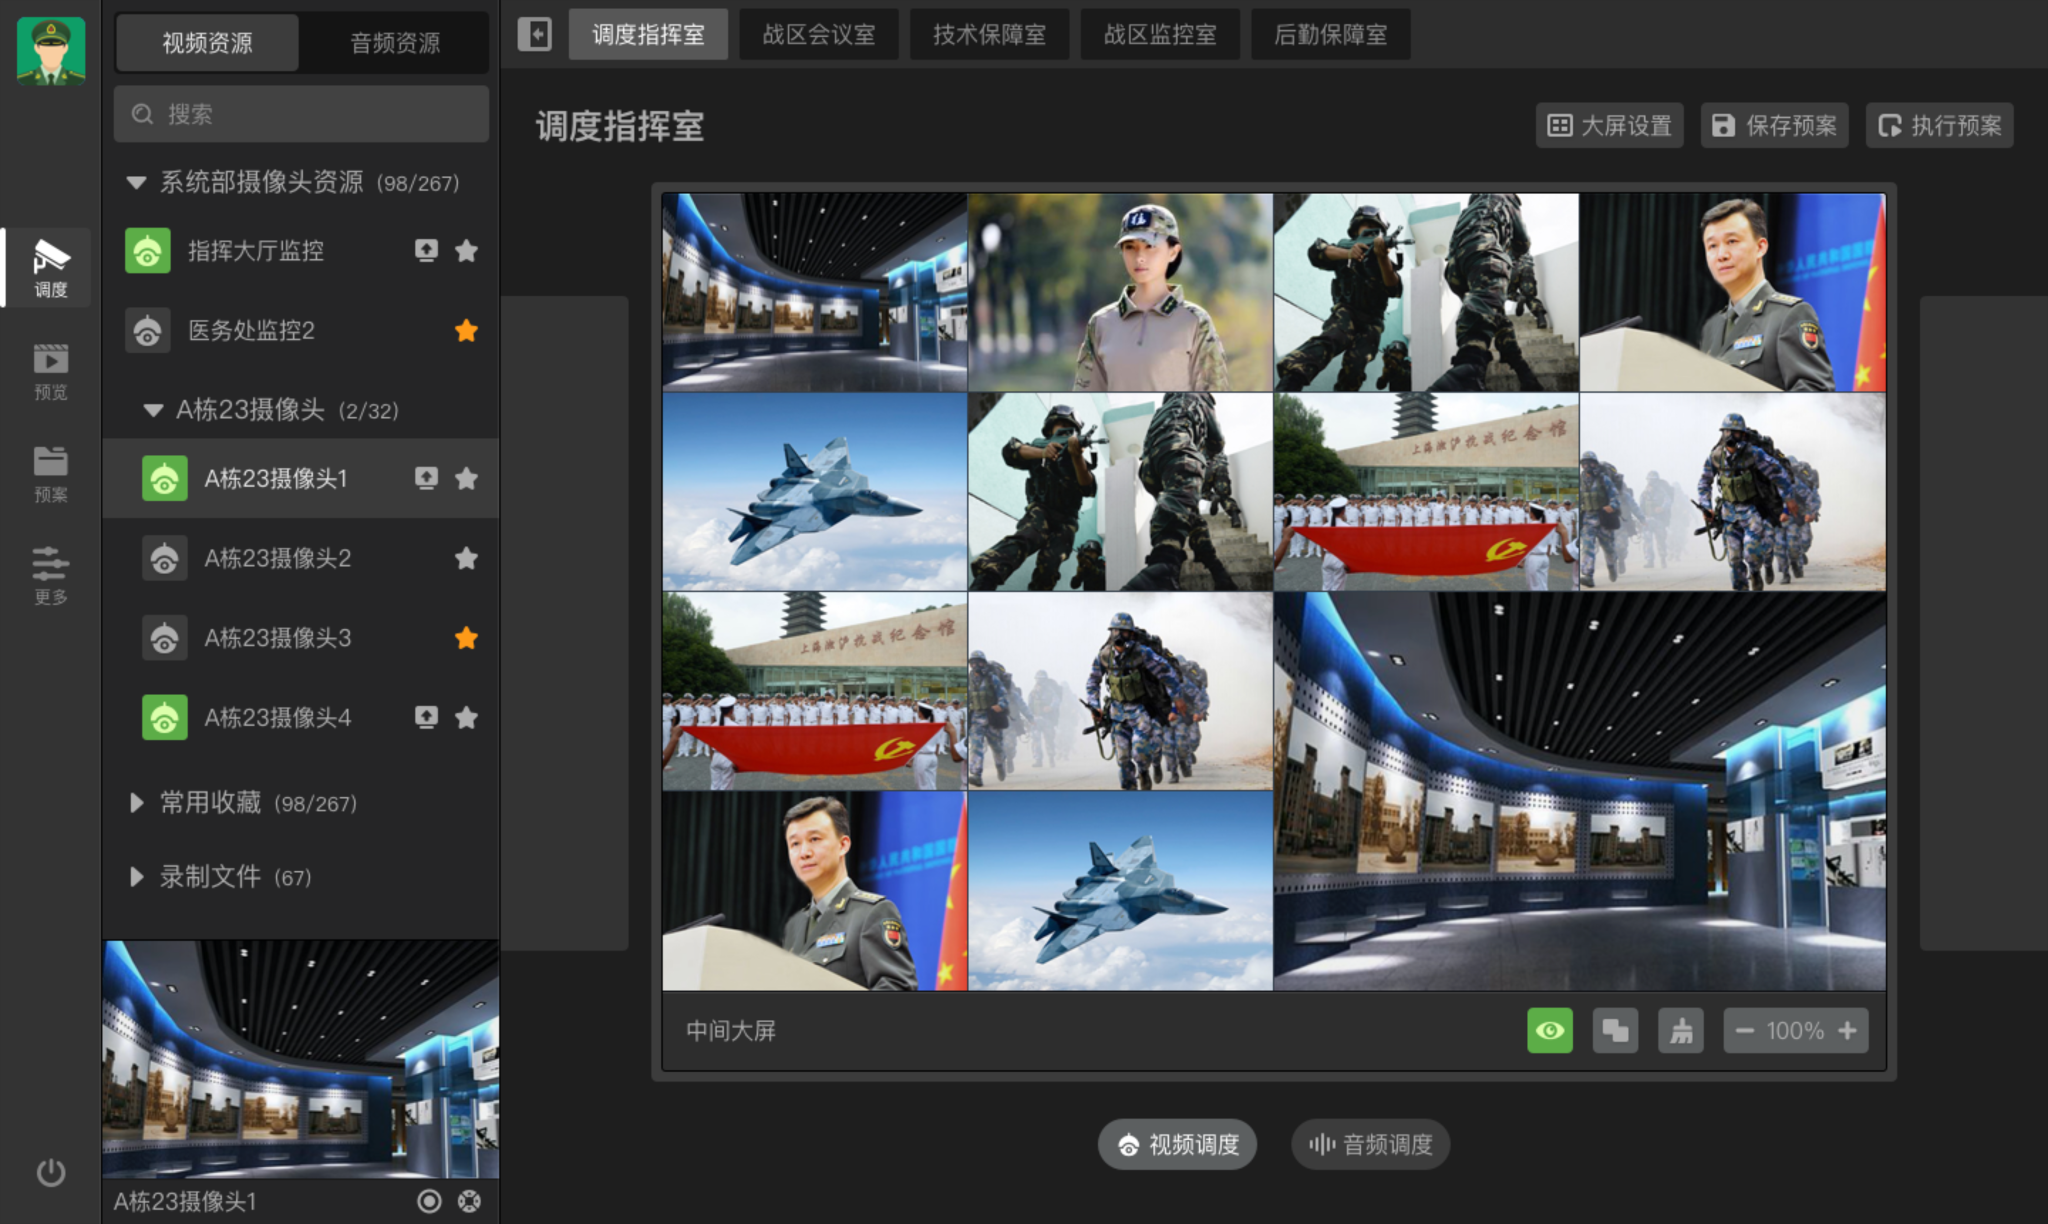 视频资源
音频资源
调度指挥室
战区会议室
技术保障室
战区监控室
后勤保障室
搜索
调度指挥室
大屏设置
保存预案
执行预案
系统部摄像头资源 (98/267)
指挥大厅监控
医务处监控2
A栋23摄像头 (2/32)
A栋23摄像头1
A栋23摄像头2
A栋23摄像头3
A栋23摄像头4
常用收藏 (98/267)
录制文件 (67)
A栋23摄像头1
调度
预览
预案
更多
上海淞沪抗战纪念馆
上海淞沪抗战纪念馆
中间大屏
100%
视频调度
音频调度